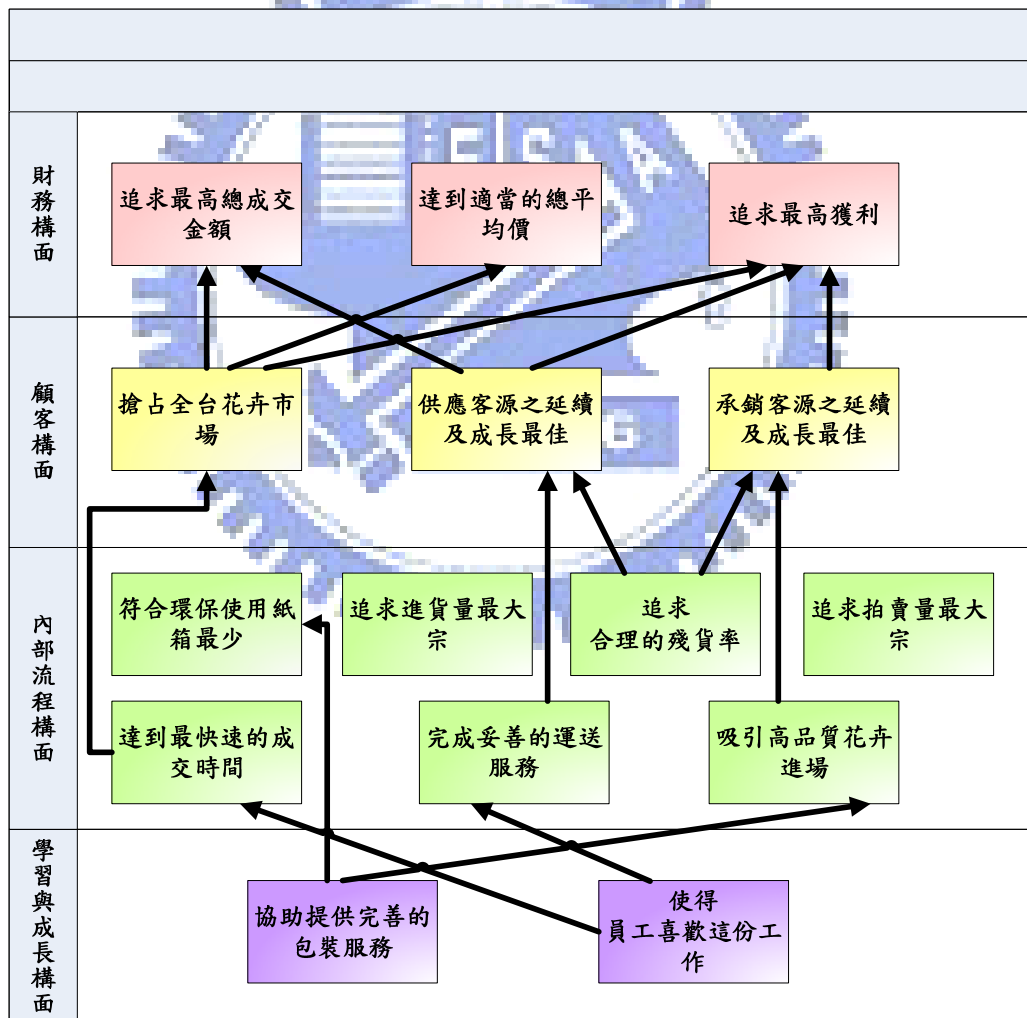 財務構面
追求最高總成交
金額
達到適當的總平
均價
追求最高獲利
顧客構面
搶占全台花卉市
場
供應客源之延續
及成長最佳
承銷客源之延續
及成長最佳
內部流程構面
符合環保使用紙
箱最少
追求進貨量最大
宗
追求
合理的殘貨率
追求拍賣量最大
宗
達到最快速的成
交時間
完成妥善的運送
服務
吸引高品質花卉
進場
學習與成長構面
協助提供完善的
包裝服務
使得
員工喜歡這份工
作